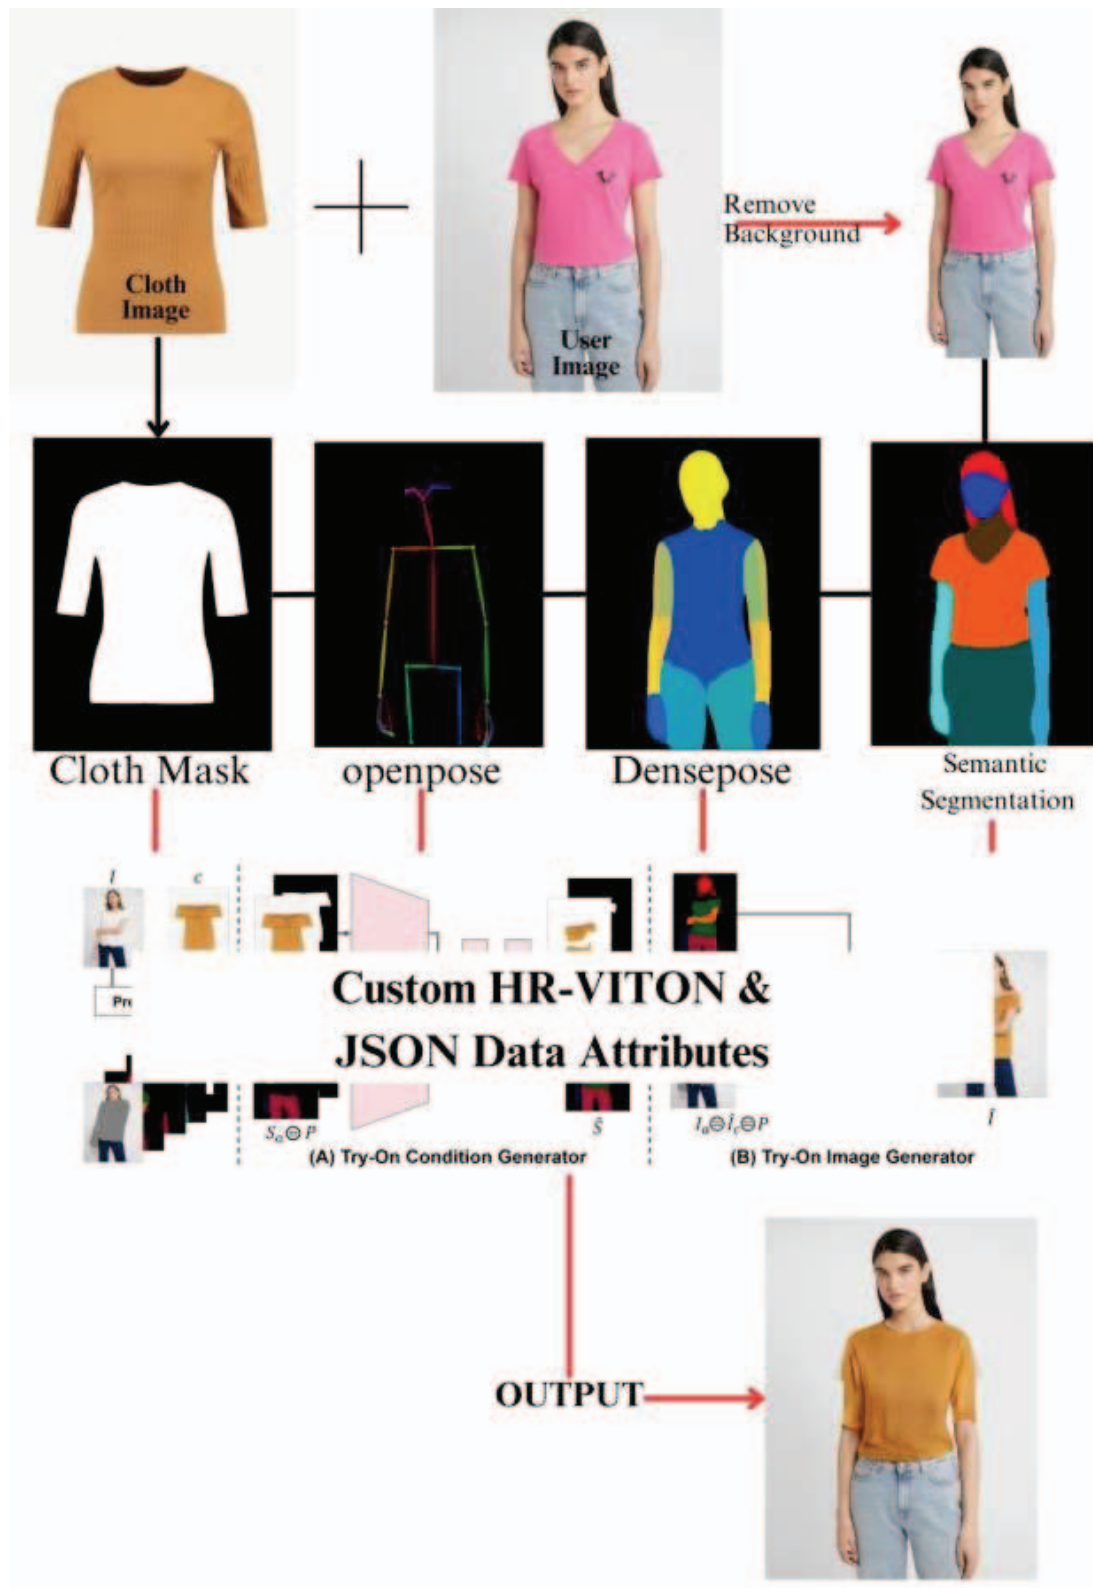 Cloth
Image
User
Image
Remove
Background
Cloth Mask
openpose
Densepose
Semantic
Segmentation
I
c
Custom HR-VITON &
JSON Data Attributes
Ŝ
Î
(A) Try-On Condition Generator
(B) Try-On Image Generator
OUTPUT